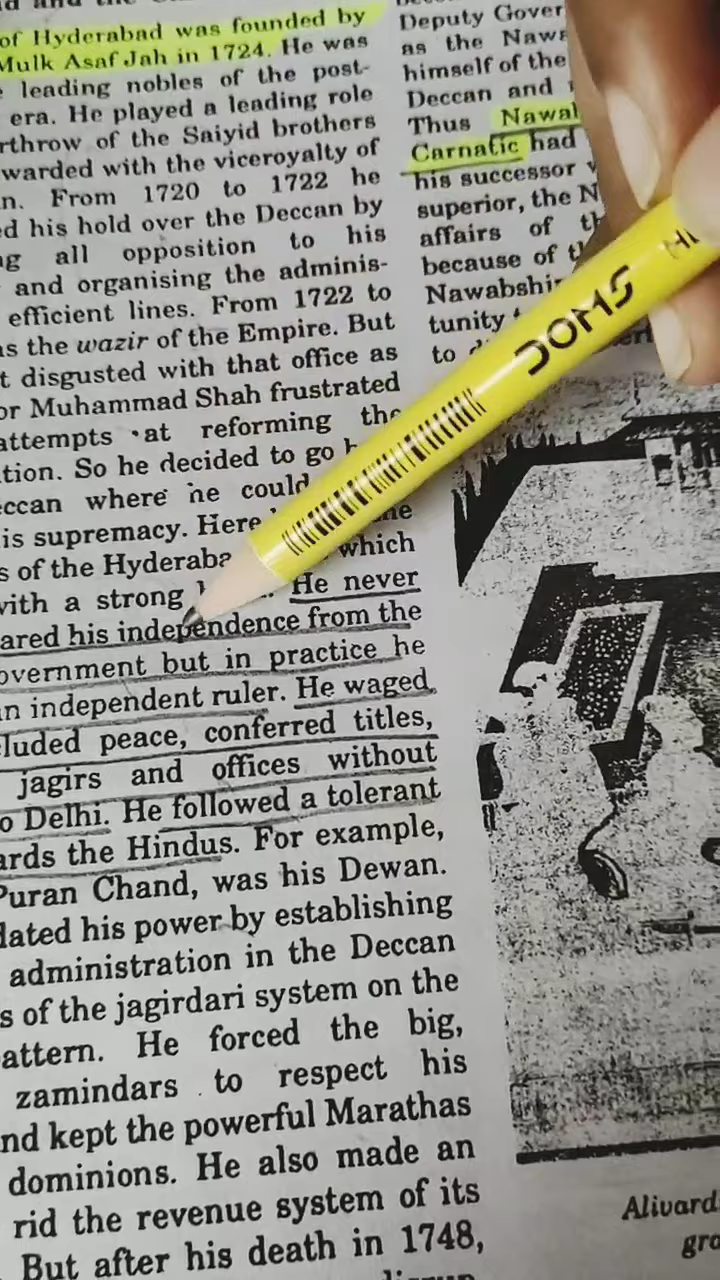 of Hyderabad was founded by
Mulk Asaf Jah in 1724. He was
leading nobles of the post-
era. He played a leading role
rthrow of the Saiyid brothers
warded with the viceroyalty of
n. From 1720 to 1722 he
ed his hold over the Deccan by
ng all opposition to his
and organising the adminis-
efficient lines. From 1722 to
as the wazir of the Empire. But
t disgusted with that office as
or Muhammad Shah frustrated
attempts at reforming the
tion. So he decided to go
eccan where he could
is supremacy. Here
s of the Hyderaba which
with a strong He never
ared his independence from the
overnment but in practice he
n independent ruler. He waged
cluded peace, conferred titles,
jagirs and offices without
o Delhi. He followed a tolerant
ards the Hindus. For example,
Puran Chand, was his Dewan.
dated his power by establishing
administration in the Deccan
s of the jagirdari system on the
attern. He forced the big,
zamindars to respect his
nd kept the powerful Marathas
dominions. He also made an
rid the revenue system of its
But after his death in 1748,
Deputy Gover
as the Nawa
himself of the
Deccan and
Thus Nawa
Carnatic had
his successor
superior, the N
affairs of th
because of t
Nawabshi
tunity
to
DOMS
Alivard
gra